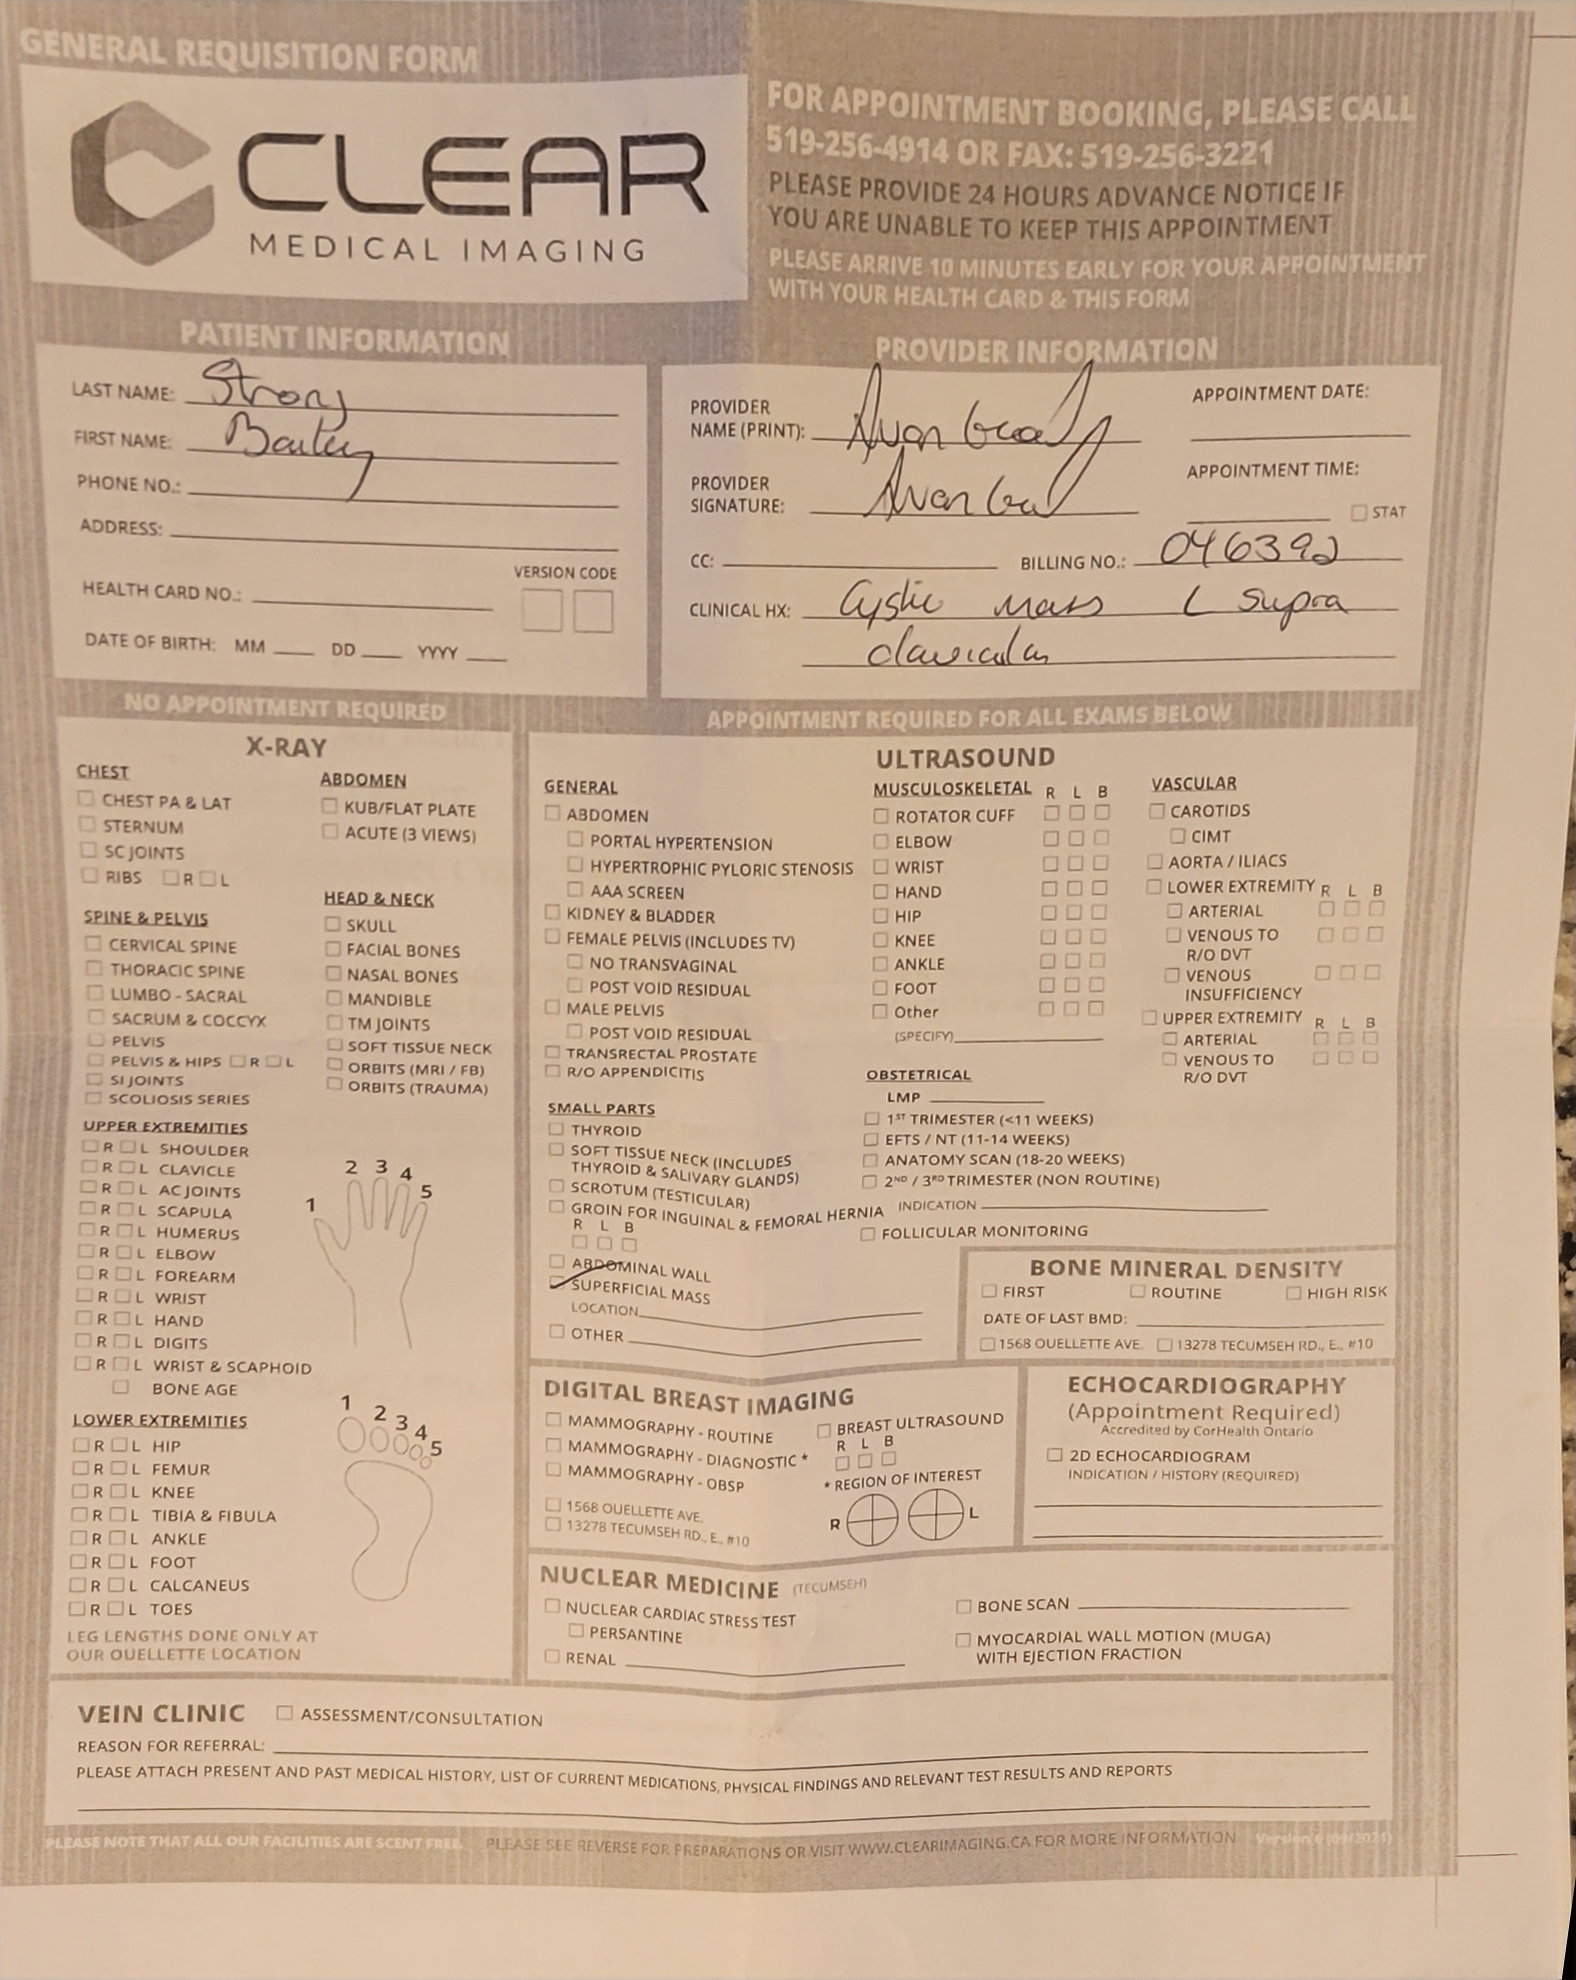 GENERAL REQUISITION FORM
CLEAR
MEDICAL IMAGING
FOR APPOINTMENT BOOKING, PLEASE CALL
519-256-4914 OR FAX: 519-256-3221
PLEASE PROVIDE 24 HOURS ADVANCE NOTICE IF
YOU ARE UNABLE TO KEEP THIS APPOINTMENT
PLEASE ARRIVE 10 MINUTES EARLY FOR YOUR APPOINTMENT
WITH YOUR HEALTH CARD & THIS FORM
PATIENT INFORMATION
LAST NAME: Strong
FIRST NAME: Bailey
PHONE NO.:
ADDRESS:
VERSION CODE
HEALTH CARD NO.:
DATE OF BIRTH: MM DD YYYY
PROVIDER INFORMATION
PROVIDER
NAME (PRINT):
APPOINTMENT DATE:
PROVIDER
SIGNATURE:
APPOINTMENT TIME:
STAT
CC:
BILLING NO.: 046392
CLINICAL HX: Cystic mass L supra
clavicular
NO APPOINTMENT REQUIRED
X-RAY
CHEST
CHEST PA & LAT
STERNUM
SC JOINTS
RIBS R L
ABDOMEN
KUB/FLAT PLATE
ACUTE (3 VIEWS)
SPINE & PELVIS
CERVICAL SPINE
THORACIC SPINE
LUMBO - SACRAL
SACRUM & COCCYX
PELVIS
PELVIS & HIPS R L
SI JOINTS
SCOLIOSIS SERIES
HEAD & NECK
SKULL
FACIAL BONES
NASAL BONES
MANDIBLE
TM JOINTS
SOFT TISSUE NECK
ORBITS (MRI / FB)
ORBITS (TRAUMA)
UPPER EXTREMITIES
R L SHOULDER
R L CLAVICLE
R L AC JOINTS
R L SCAPULA
R L HUMERUS
R L ELBOW
R L FOREARM
R L WRIST
R L HAND
R L DIGITS
R L WRIST & SCAPHOID
BONE AGE
1 2 3 4 5
LOWER EXTREMITIES
R L HIP
R L FEMUR
R L KNEE
R L TIBIA & FIBULA
R L ANKLE
R L FOOT
R L CALCANEUS
R L TOES
1 2 3 4 5
LEG LENGTHS DONE ONLY AT
OUR OUELLETTE LOCATION
APPOINTMENT REQUIRED FOR ALL EXAMS BELOW
ULTRASOUND
GENERAL
ABDOMEN
PORTAL HYPERTENSION
HYPERTROPHIC PYLORIC STENOSIS
AAA SCREEN
KIDNEY & BLADDER
FEMALE PELVIS (INCLUDES TV)
NO TRANSVAGINAL
POST VOID RESIDUAL
MALE PELVIS
POST VOID RESIDUAL
TRANSRECTAL PROSTATE
R/O APPENDICITIS
SMALL PARTS
THYROID
SOFT TISSUE NECK (INCLUDES
THYROID & SALIVARY GLANDS)
SCROTUM (TESTICULAR)
GROIN FOR INGUINAL & FEMORAL HERNIA
R L B
ABDOMINAL WALL
SUPERFICIAL MASS
LOCATION
OTHER
MUSCULOSKELETAL R L B
ROTATOR CUFF
ELBOW
WRIST
HAND
HIP
KNEE
ANKLE
FOOT
Other
(SPECIFY)
OBSTETRICAL
LMP
1ST TRIMESTER (<11 WEEKS)
EFTS / NT (11-14 WEEKS)
ANATOMY SCAN (18-20 WEEKS)
2ND / 3RD TRIMESTER (NON ROUTINE)
INDICATION
FOLLICULAR MONITORING
VASCULAR
CAROTIDS
CIMT
AORTA / ILIACS
LOWER EXTREMITY R L B
ARTERIAL
VENOUS TO
R/O DVT
VENOUS
INSUFFICIENCY
UPPER EXTREMITY R L B
ARTERIAL
VENOUS TO
R/O DVT
BONE MINERAL DENSITY
FIRST ROUTINE HIGH RISK
DATE OF LAST BMD:
1568 OUELLETTE AVE. 13278 TECUMSEH RD., E., #10
DIGITAL BREAST IMAGING
MAMMOGRAPHY - ROUTINE
MAMMOGRAPHY - DIAGNOSTIC *
MAMMOGRAPHY - OBSP
1568 OUELLETTE AVE.
13278 TECUMSEH RD., E., #10
BREAST ULTRASOUND
R L B
* REGION OF INTEREST
R L
ECHOCARDIOGRAPHY
(Appointment Required)
Accredited by CorHealth Ontario
2D ECHOCARDIOGRAM
INDICATION / HISTORY (REQUIRED)
NUCLEAR MEDICINE (TECUMSEH)
NUCLEAR CARDIAC STRESS TEST
PERSANTINE
RENAL
BONE SCAN
MYOCARDIAL WALL MOTION (MUGA)
WITH EJECTION FRACTION
VEIN CLINIC ASSESSMENT/CONSULTATION
REASON FOR REFERRAL:
PLEASE ATTACH PRESENT AND PAST MEDICAL HISTORY, LIST OF CURRENT MEDICATIONS, PHYSICAL FINDINGS AND RELEVANT TEST RESULTS AND REPORTS
PLEASE NOTE THAT ALL OUR FACILITIES ARE SCENT FREE. PLEASE SEE REVERSE FOR PREPARATIONS OR VISIT WWW.CLEARIMAGING.CA FOR MORE INFORMATION